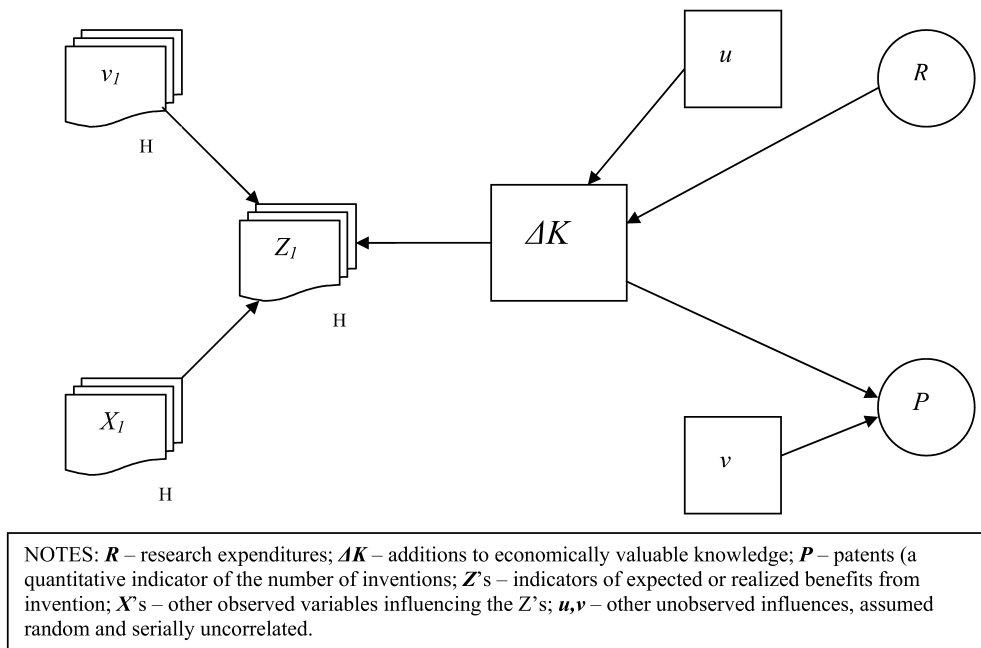 v1
u
R
H
Z1
ΔK
H
X1
P
v
H
NOTES: R – research expenditures; ΔK – additions to economically valuable knowledge; P – patents (a
quantitative indicator of the number of inventions; Z’s – indicators of expected or realized benefits from
invention; X’s – other observed variables influencing the Z’s; u,v – other unobserved influences, assumed
random and serially uncorrelated.